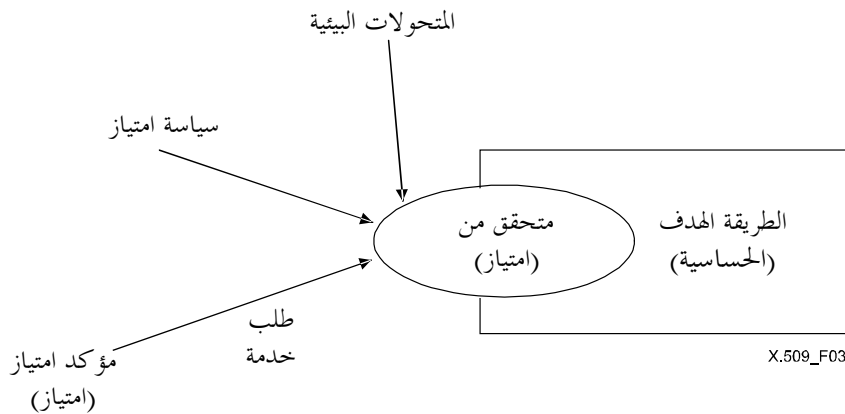 المتحولات البيئية
سياسة امتياز
متحقق من
(امتياز)
الطريقة الهدف
(الحساسية)
طلب
خدمة
مؤكد امتياز
(امتياز)
X.509_F03